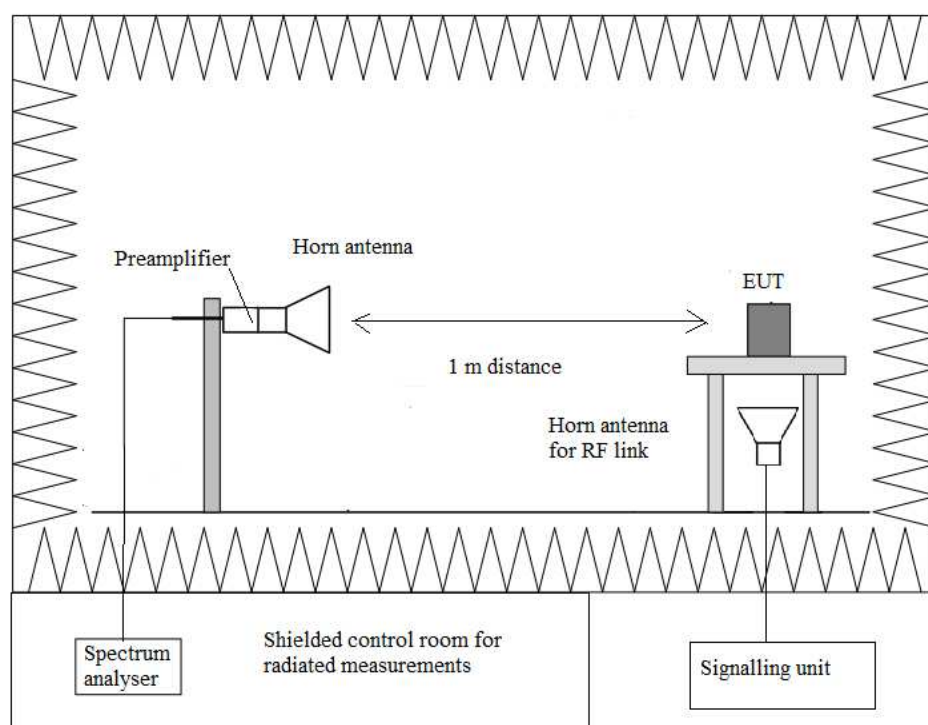 Horn antenna
Preamplifier
EUT
1 m distance
Horn antenna
for RF link
Shielded control room for
radiated measurements
Spectrum
analyser
Signalling unit